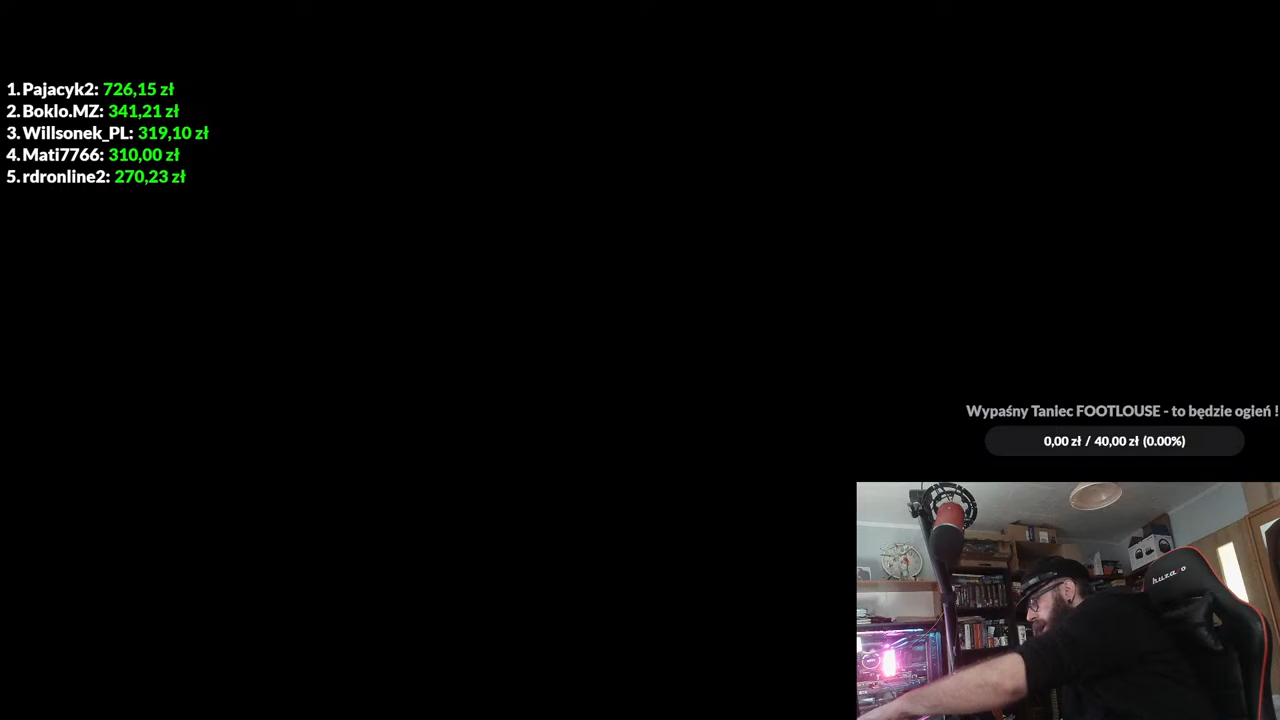 1. Pajacyk2: 726,15 zł
2. Boklo.MZ: 341,21 zł
3. Willsonek_PL: 319,10 zł
4. Mati7766: 310,00 zł
5. rdronline2: 270,23 zł
Wypaśny Taniec FOOTLOUSE - to będzie ogień !
0,00 zł / 40,00 zł (0.00%)
huzaro